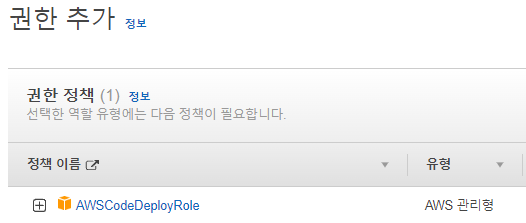 권한 추가 정보
권한 정책 (1) 정보
선택한 역할 유형에는 다음 정책이 필요합니다.
정책 이름 유형
AWSCodeDeployRole AWS 관리형